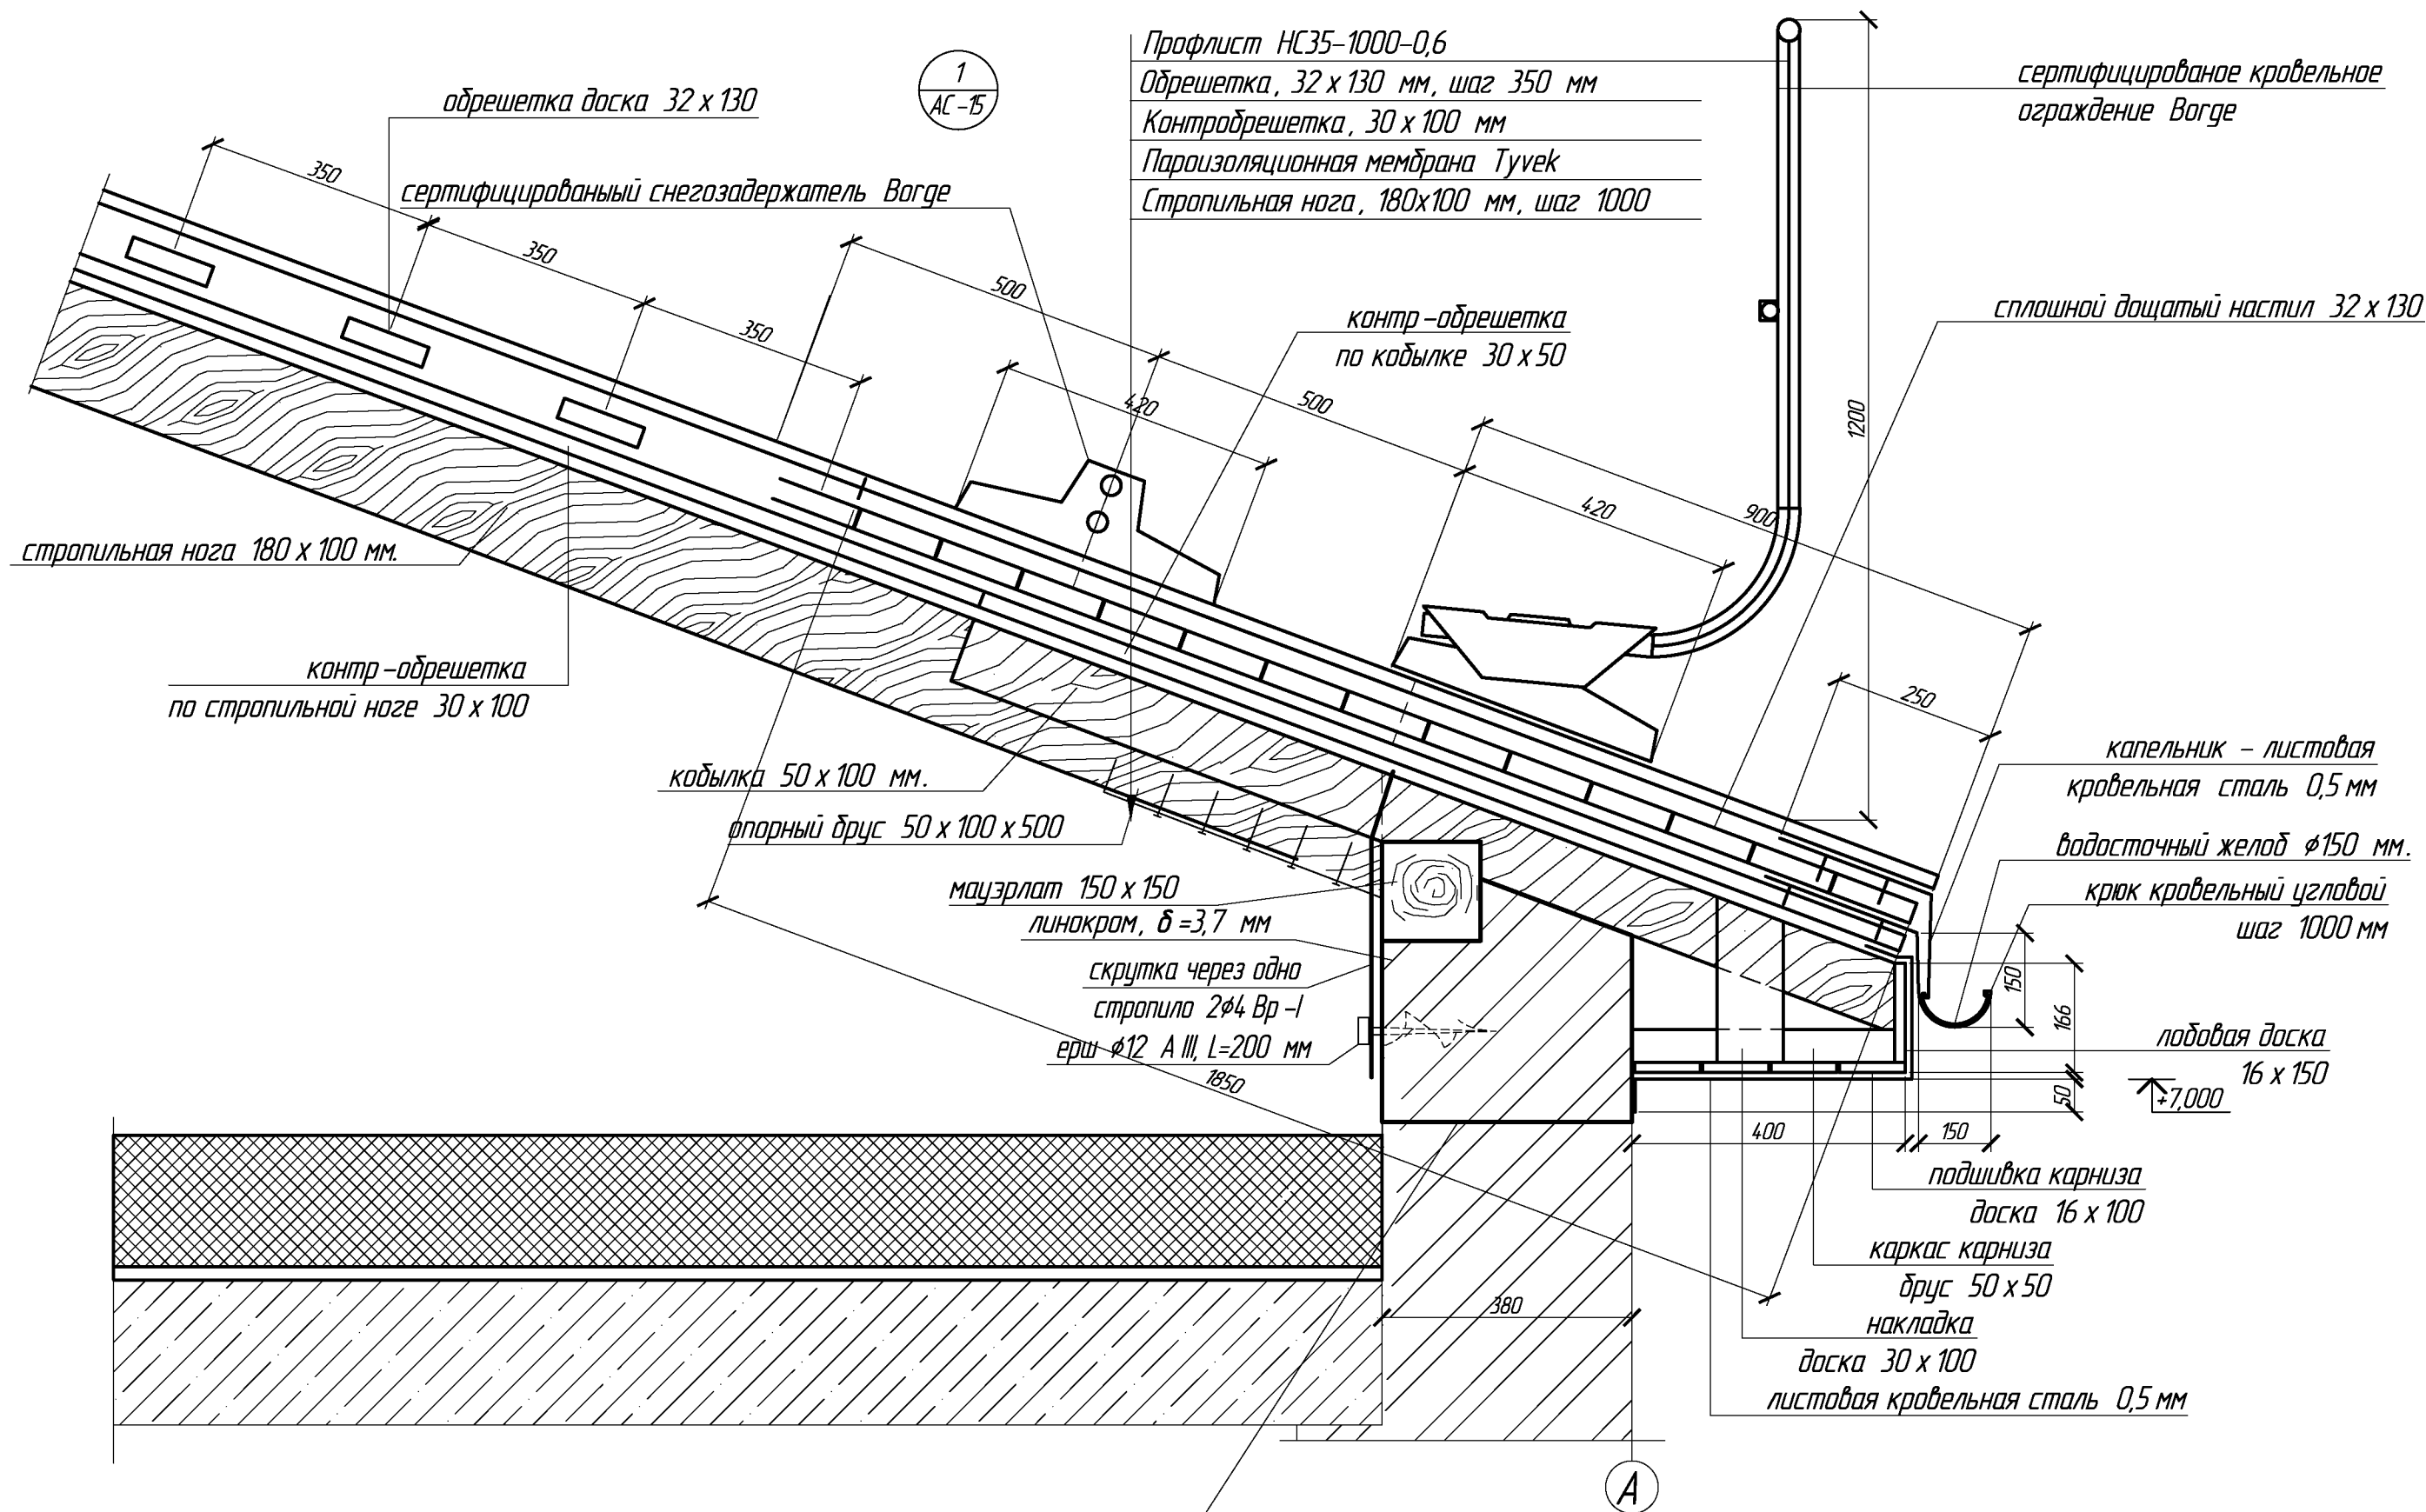 Профлист НС35-1000-0,6
Обрешетка, 32 х 130 мм, шаг 350 мм
Контробрешетка, 30 х 100 мм
Пароизоляционная мембрана Tyvek
Стропильная нога, 180х100 мм, шаг 1000
1
АС-15
обрешетка доска 32 х 130
сертифицированое кровельное
ограждение Borge
350
сертифицированыый снегозадержатель Borge
350
500
350
контр-обрешетка
по кобылке 30 х 50
сплошной дощатый настил 32 х 130
420
500
1200
420
900
стропильная нога 180 х 100 мм.
контр-обрешетка
по стропильной ноге 30 х 100
250
капельник - листовая
кровельная сталь 0,5 мм
кобылка 50 х 100 мм.
опорный брус 50 х 100 х 500
водосточный желоб ϕ150 мм.
мауэрлат 150 х 150
крюк кровельный угловой
шаг 1000 мм
линокром, δ=3,7 мм
скрутка через одно
стропило 2ϕ4 Вр-I
ерш ϕ12 А III, L=200 мм
150
166
лобовая доска
16 х 150
1850
50
+7,000
400
150
подшивка карниза
доска 16 х 100
каркас карниза
брус 50 х 50
380
накладка
доска 30 х 100
листовая кровельная сталь 0,5 мм
А